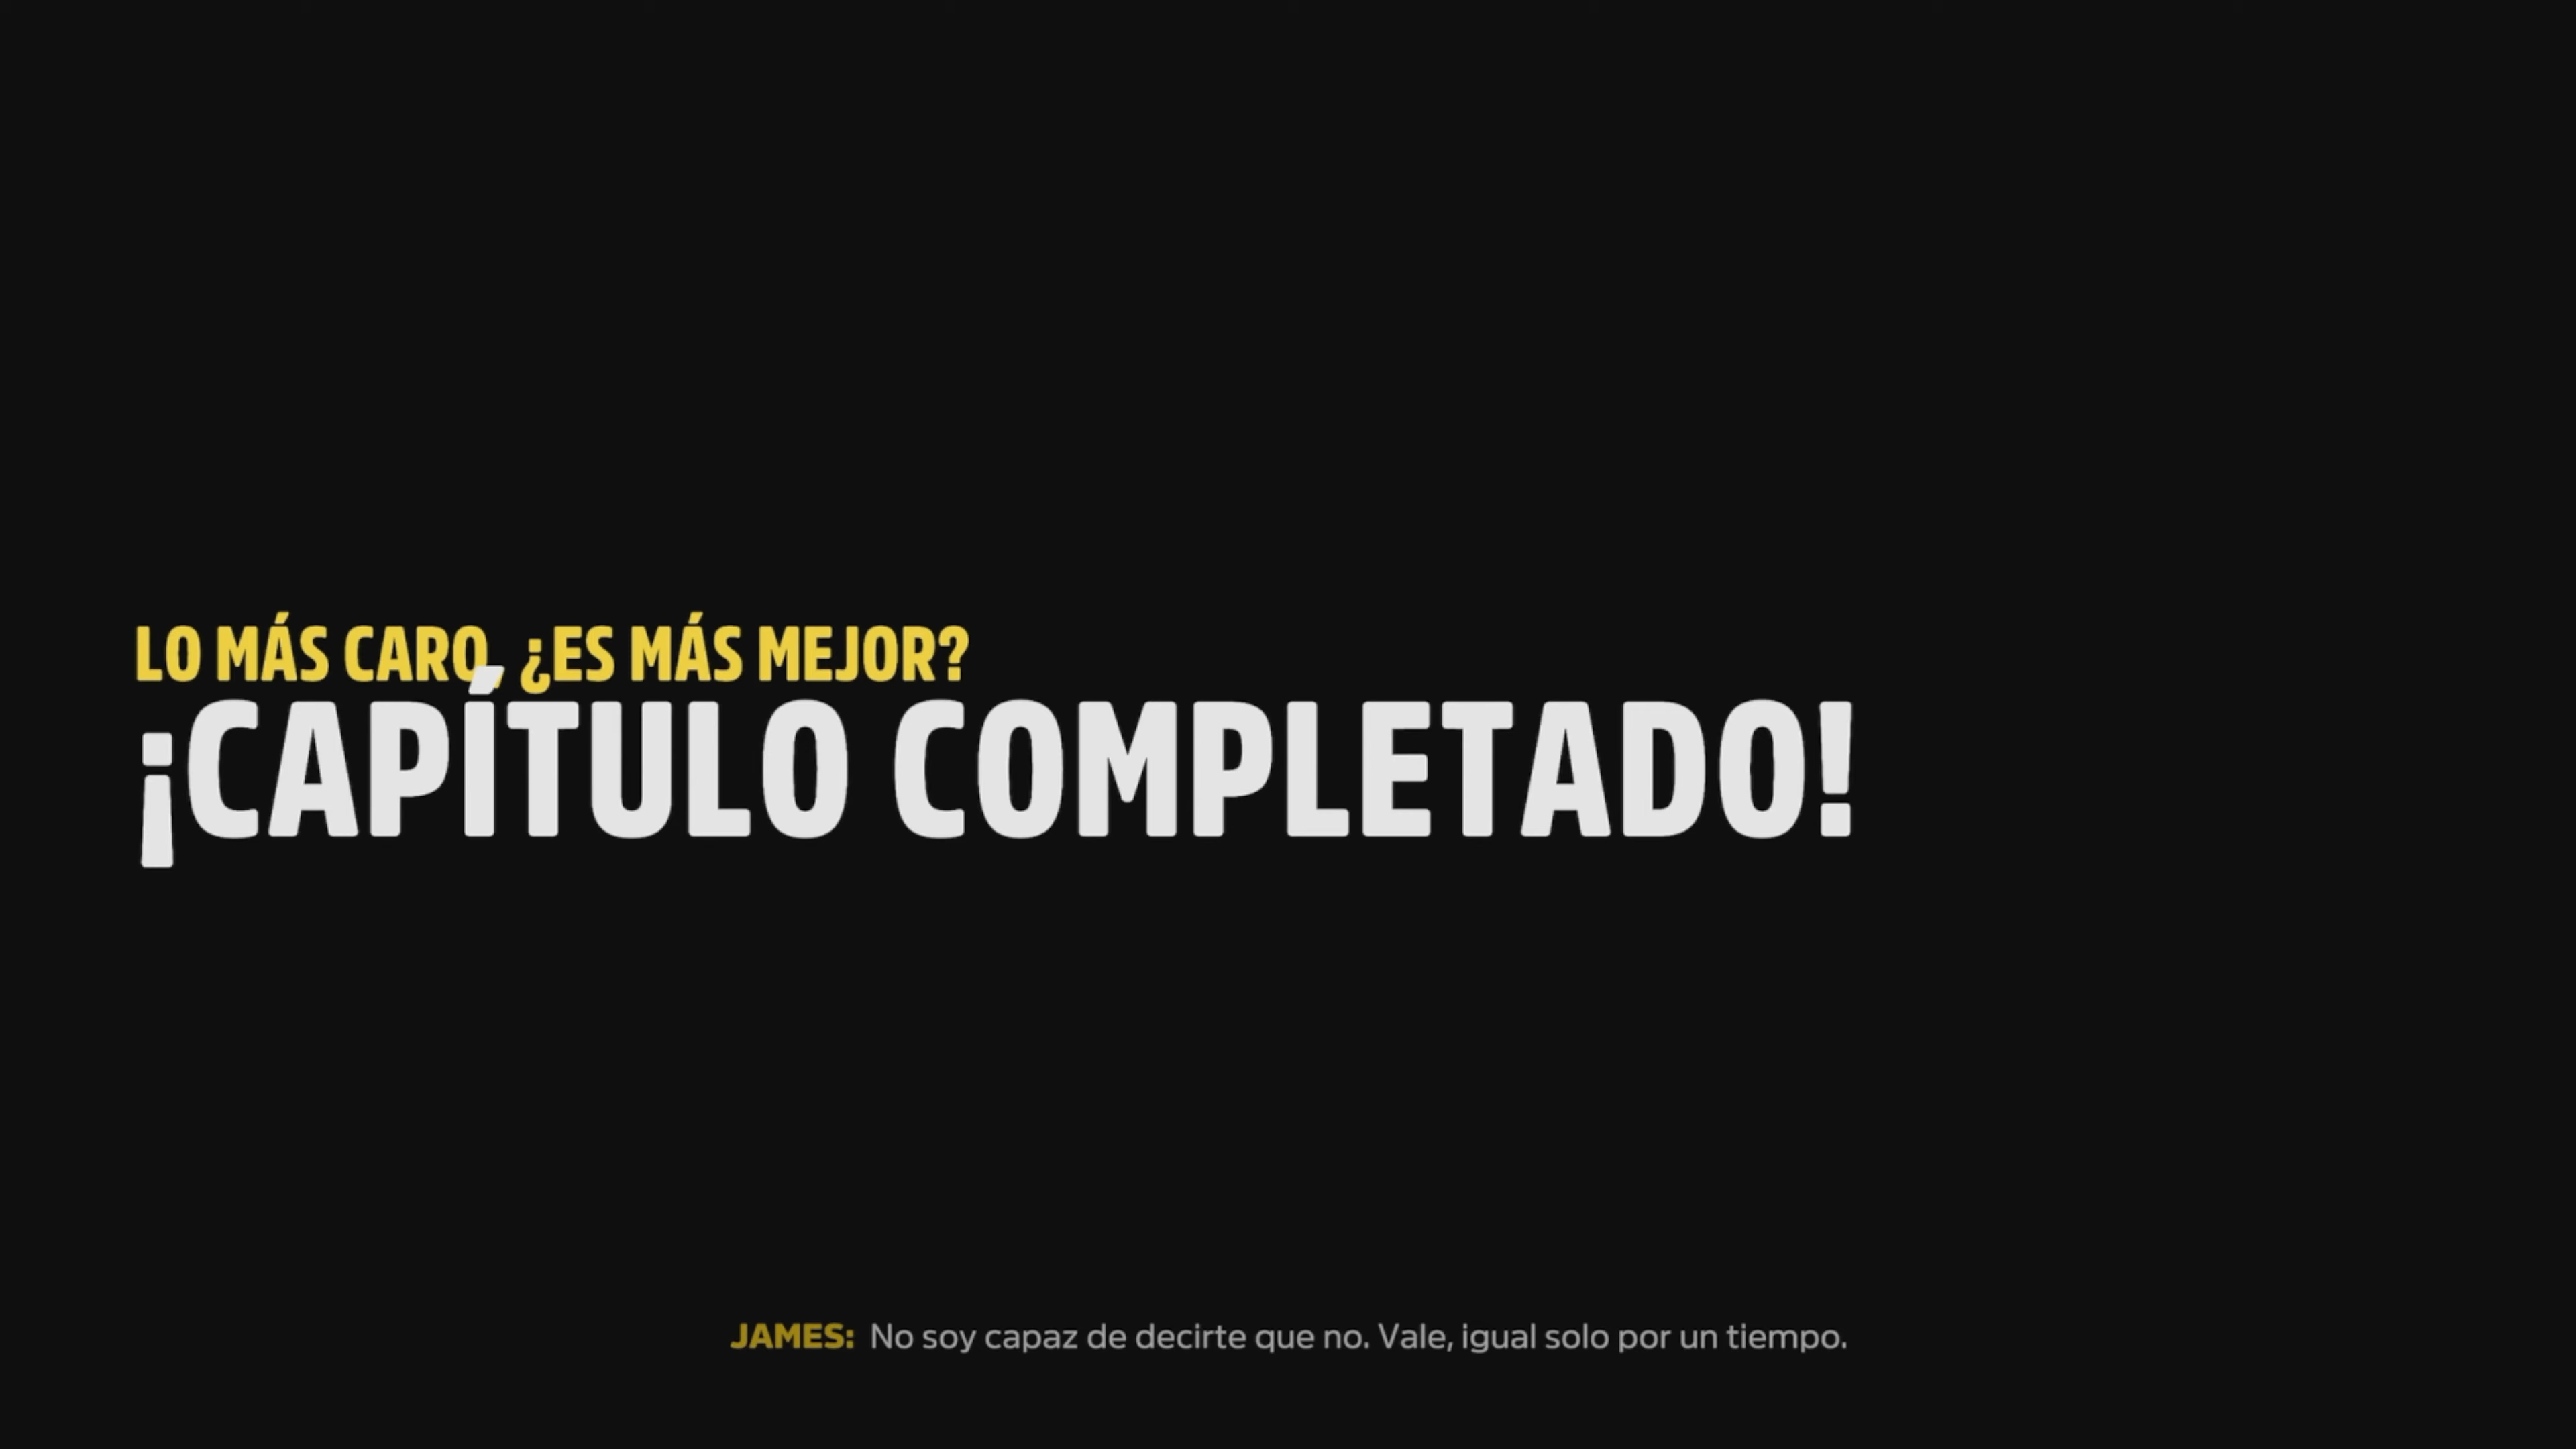 LO MÁS CARO, ¿ES MÁS MEJOR?
¡CAPÍTULO COMPLETADO!
JAMES: No soy capaz de decirte que no. Vale, igual solo por un tiempo.